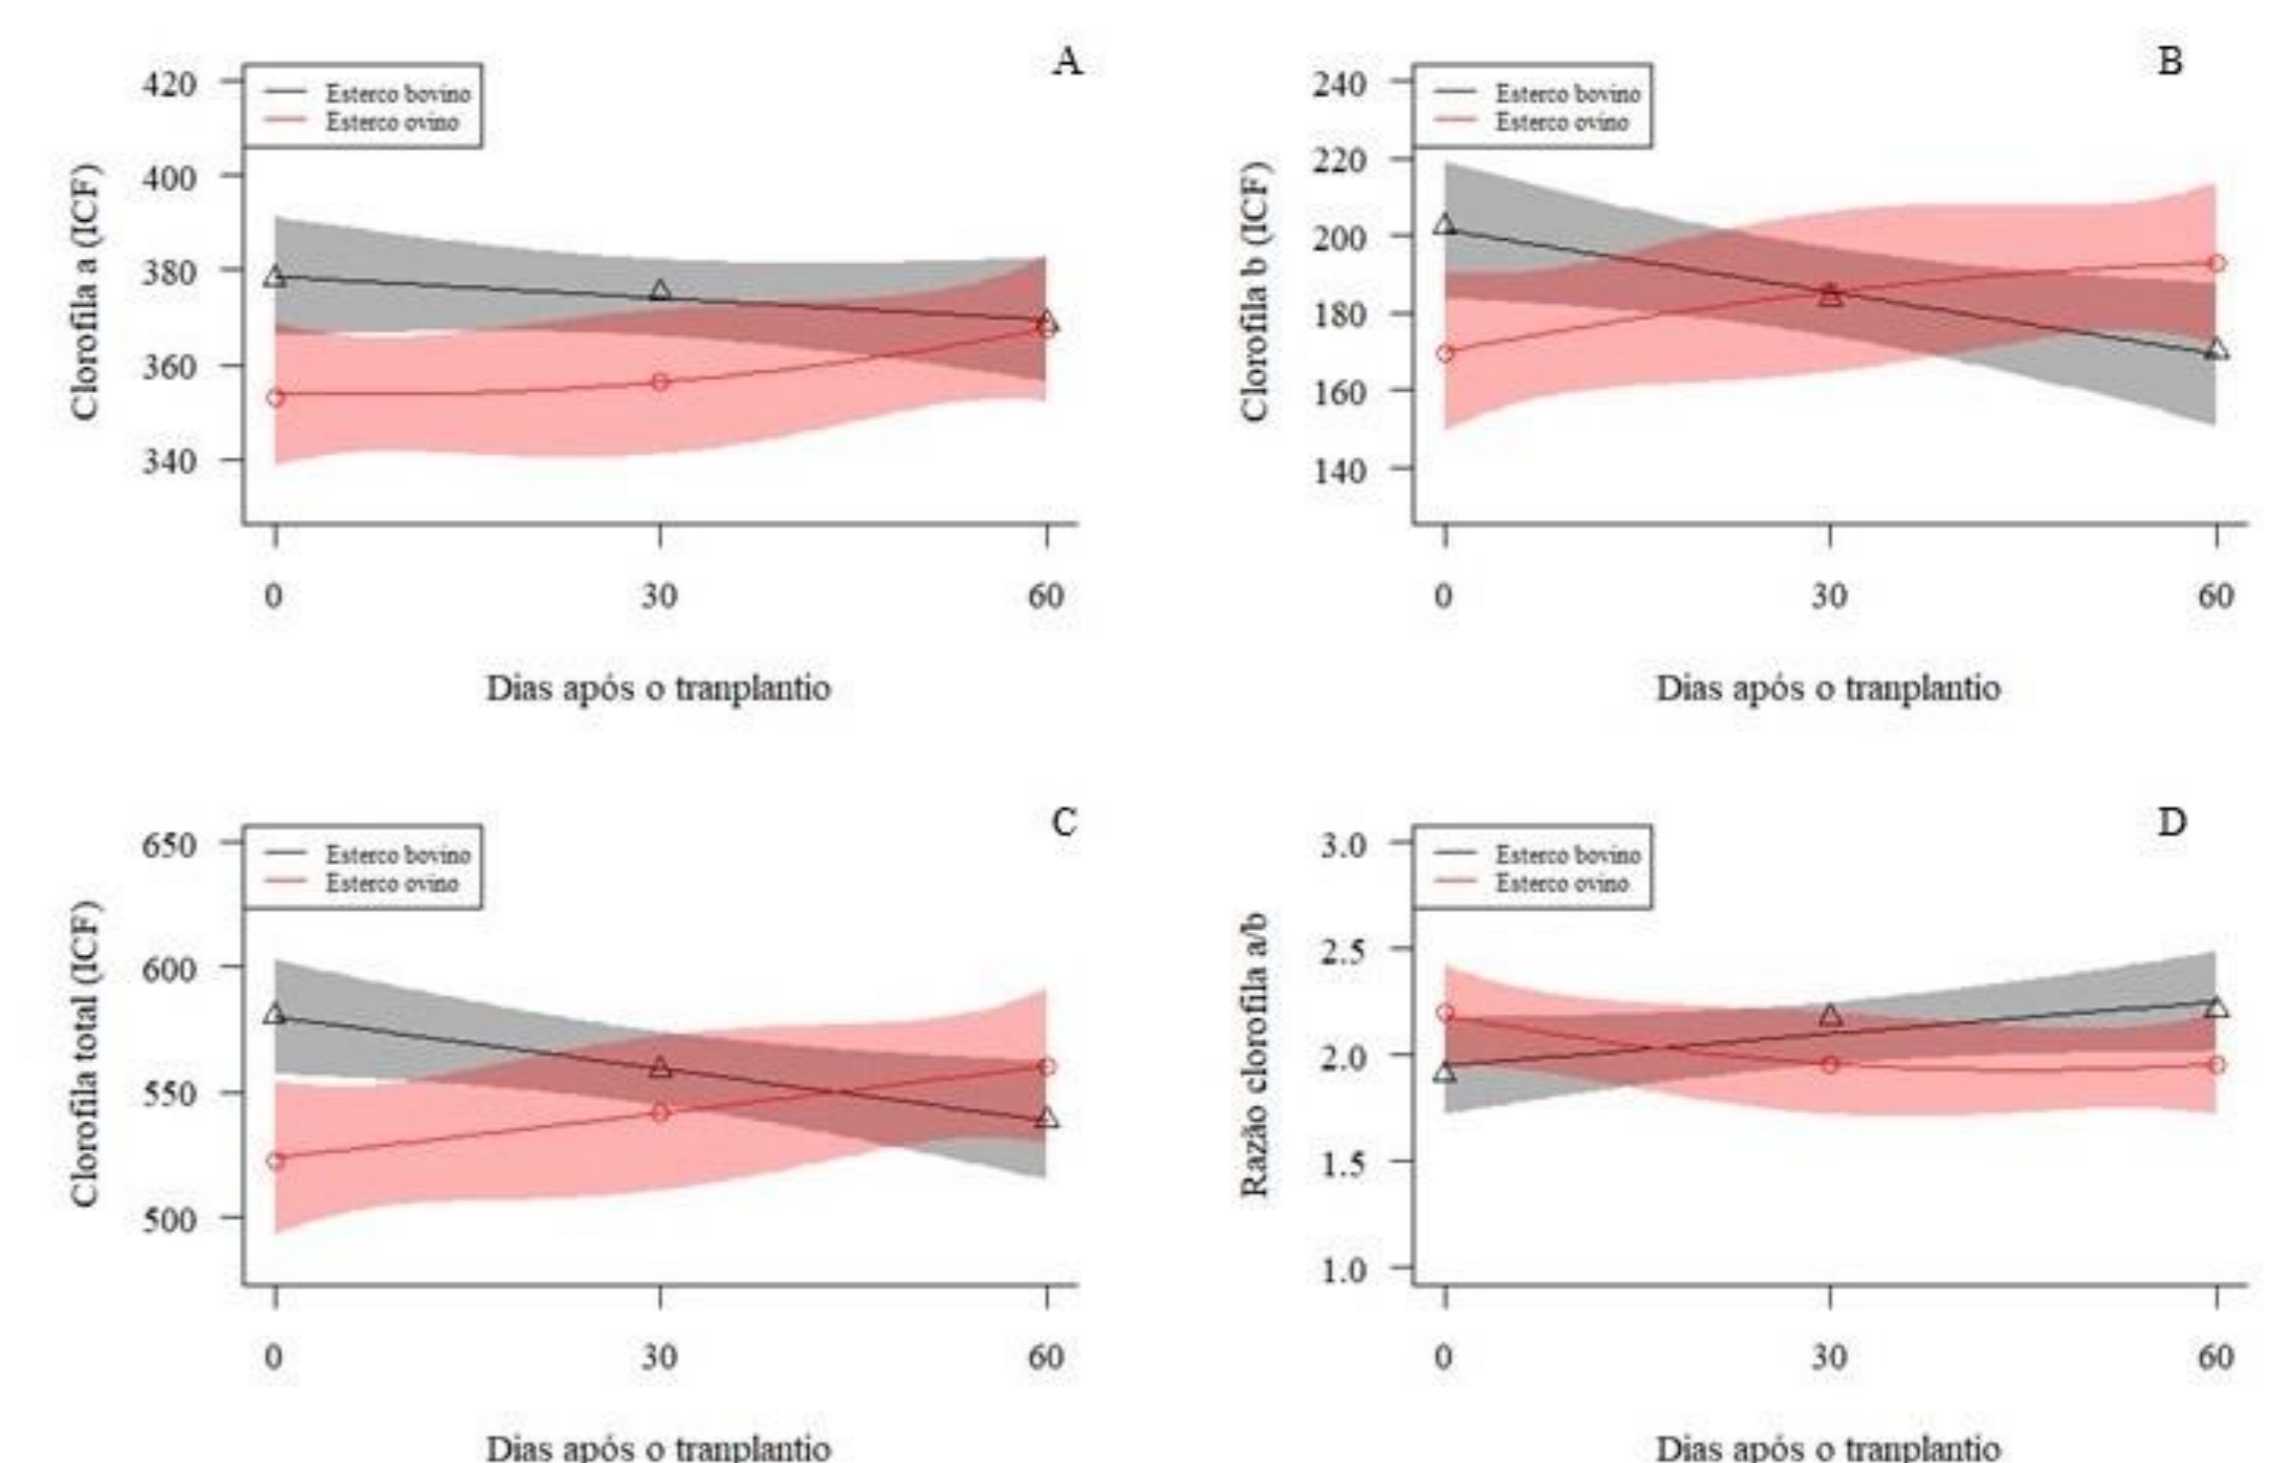 A
420
400
380
360
340
Clorofila a (ICF)
Esterco bovino
Esterco ovino
0 30 60
Dias após o tranplantio
B
240
220
200
180
160
140
Clorofila b (ICF)
Esterco bovino
Esterco ovino
0 30 60
Dias após o tranplantio
C
650
600
550
500
Clorofila total (ICF)
Esterco bovino
Esterco ovino
0 30 60
Dias após o tranplantio
D
3.0
2.5
2.0
1.5
1.0
Razão clorofila a/b
Esterco bovino
Esterco ovino
0 30 60
Dias após o tranplantio